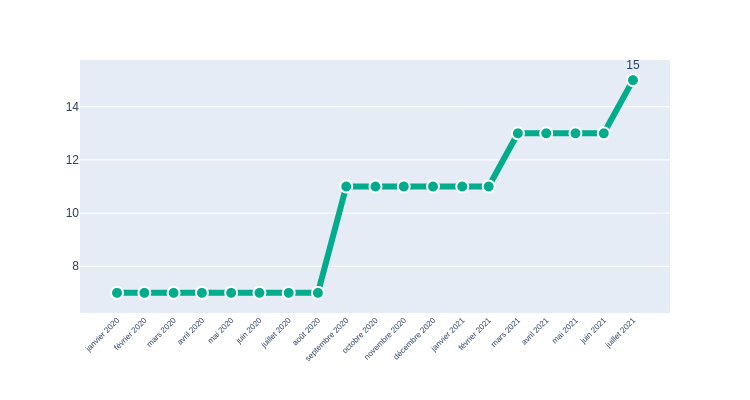 15
14
12
10
8
janvier 2020
février 2020
mars 2020
avril 2020
mai 2020
juin 2020
juillet 2020
août 2020
septembre 2020
octobre 2020
novembre 2020
décembre 2020
janvier 2021
février 2021
mars 2021
avril 2021
mai 2021
juin 2021
juillet 2021